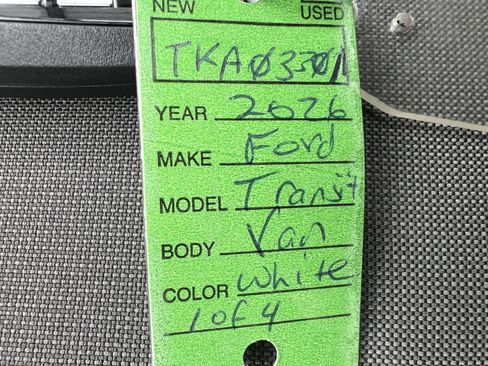 NEW USED
TKA03301
YEAR 2026
MAKE Ford
MODEL Transit
BODY Van
COLOR White
1 of 4